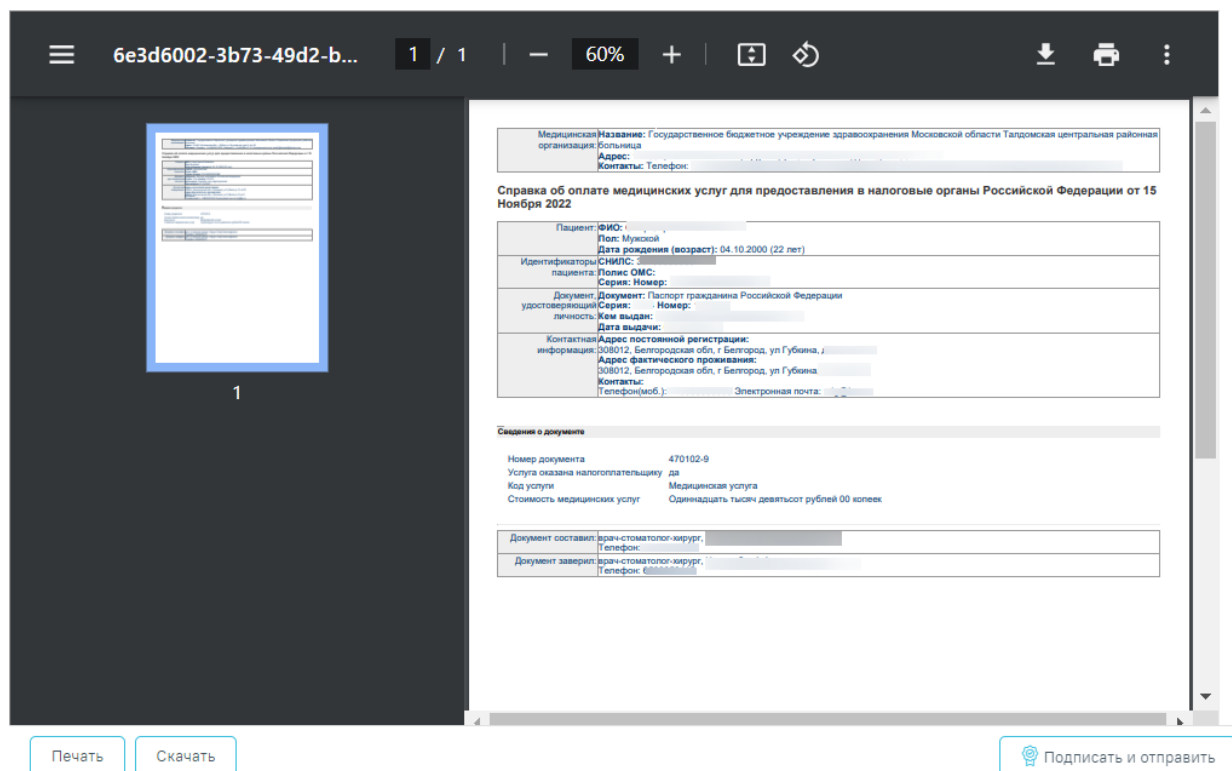 6e3d6002-3b73-49d2-b...
1 / 1
60%
1
Медицинская организация:
Название: Государственное бюджетное учреждение здравоохранения Московской области Талдомская центральная районная
больница
Адрес:
Контакты: Телефон:
Справка об оплате медицинских услуг для предоставления в налоговые органы Российской Федерации от 15
Ноября 2022
Пациент: ФИО:
Пол: Мужской
Дата рождения (возраст): 04.10.2000 (22 лет)
Идентификаторы СНИЛС:
пациента: Полис ОМС:
Серия: Номер:
Документ, Документ: Паспорт гражданина Российской Федерации
удостоверяющий Серия: Номер:
личность: Кем выдан:
Дата выдачи:
Контактная Адрес постоянной регистрации:
информация: 308012, Белгородская обл, г Белгород, ул Губкина,
Адрес фактического проживания:
308012, Белгородская обл, г Белгород, ул Губкина
Контакты:
Телефон(моб.): Электронная почта:
Сведения о документе
Номер документа 470102-9
Услуга оказана налогоплательщику да
Код услуги Медицинская услуга
Стоимость медицинских услуг Одиннадцать тысяч девятьсот рублей 00 копеек
Документ составил: врач-стоматолог-хирург,
Телефон:
Документ заверил: врач-стоматолог-хирург,
Телефон:
Печать
Скачать
Подписать и отправить